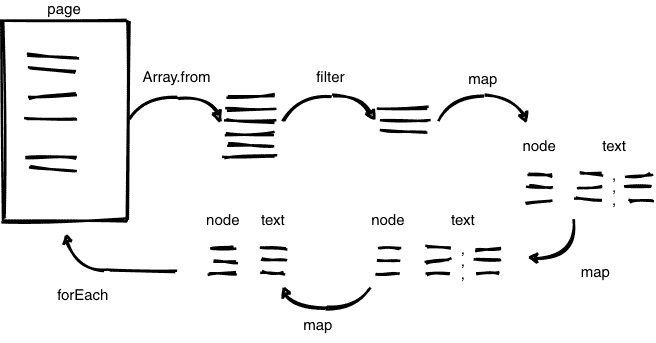 page
Array.from
filter
map
node text
, 
, 
, 
map
node text
, 
, 
, 
map
node text
forEach